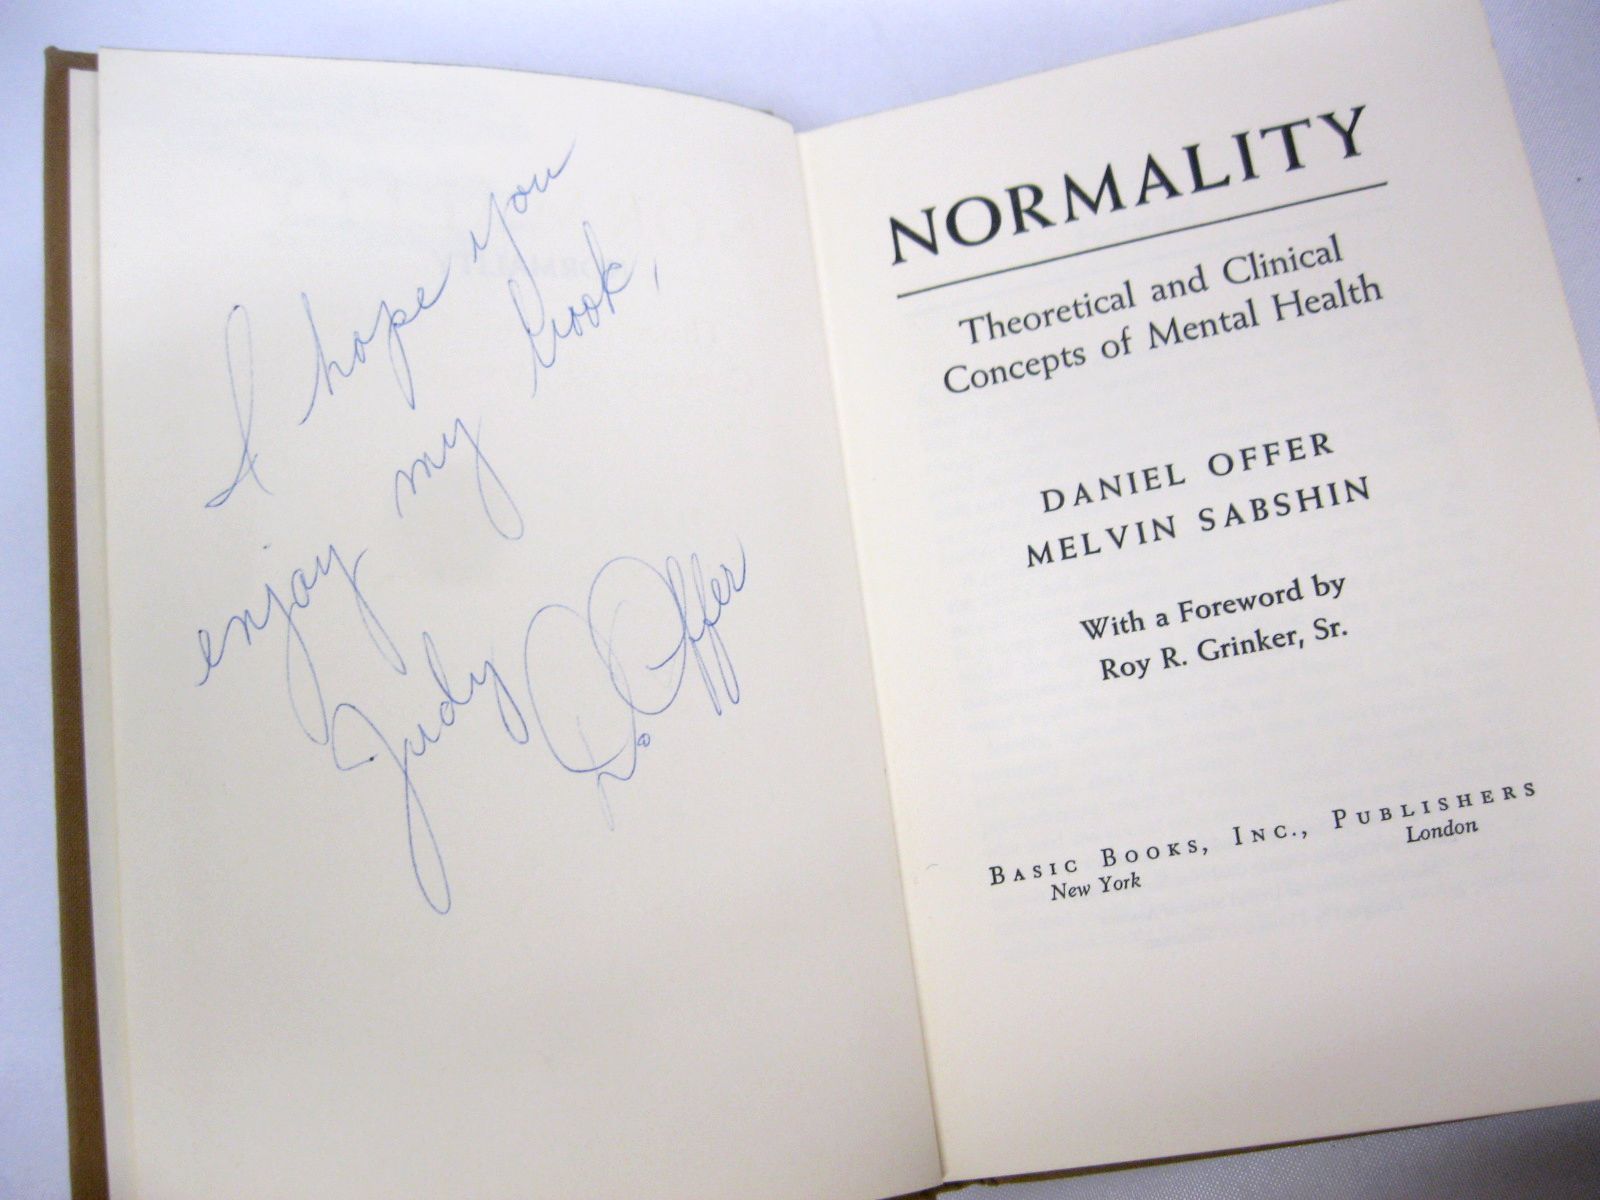 I hope you
enjoy my book,
Judy Offer
NORMALITY
Theoretical and Clinical
Concepts of Mental Health
DANIEL OFFER
MELVIN SABSHIN
With a Foreword by
Roy R. Grinker, Sr.
BASIC BOOKS, INC., PUBLISHERS
New York London